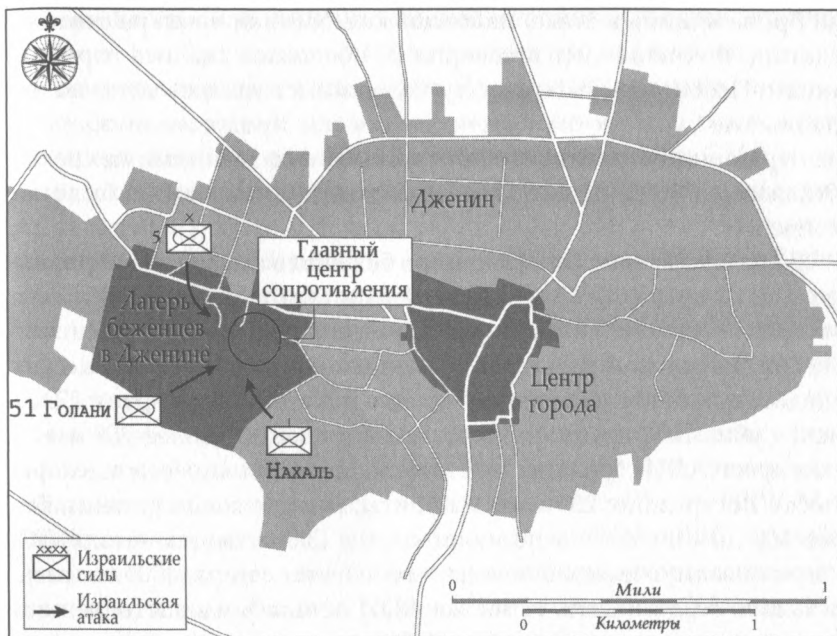 Дженин
5
Главный
центр
сопротивления
Лагерь
беженцев
в Дженине
Центр
города
51 Голани
Нахаль
Израильские
силы
Израильская
атака
0 Мили 1
0 Километры 1